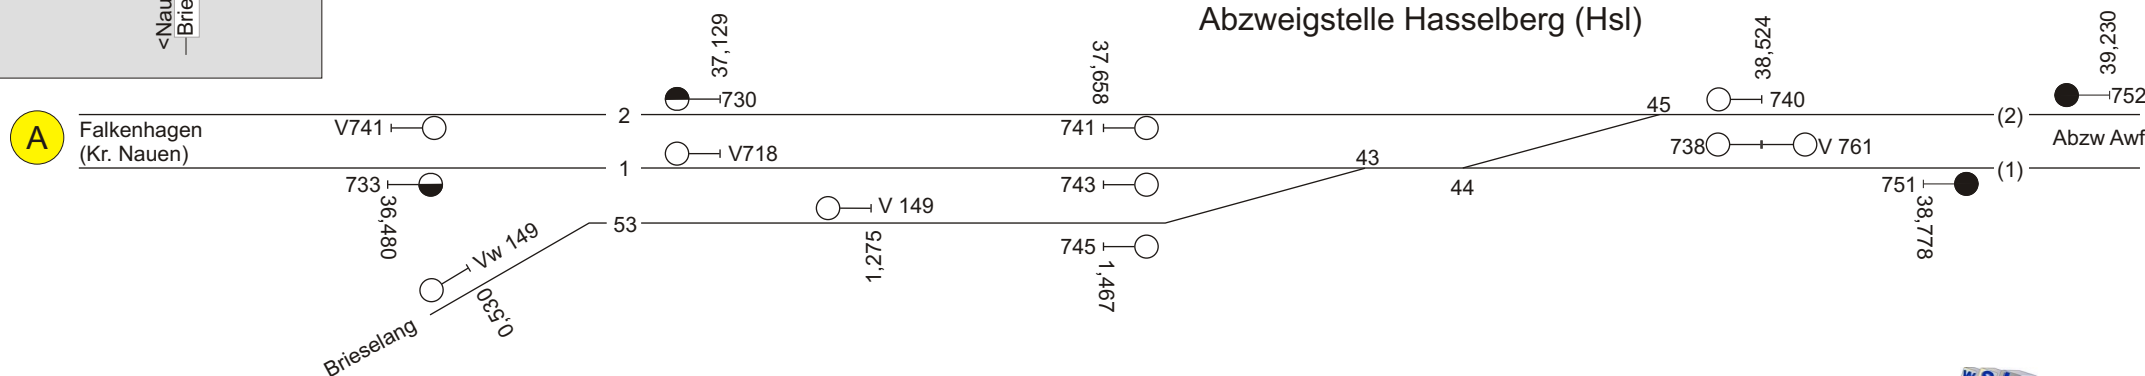 <Nau
Brie
Abzweigstelle Hasselberg (Hsl)
37,129
37,658
38,524
39,230
730
45
740
752
A
Falkenhagen
(Kr. Nauen)
V741
2
741
(2)
Abzw Awf
V718
43
738
V 761
1
(1)
733
743
44
751
36,480
38,778
V 149
53
Vw 149
1,275
745
1,467
0,530
Brieselang